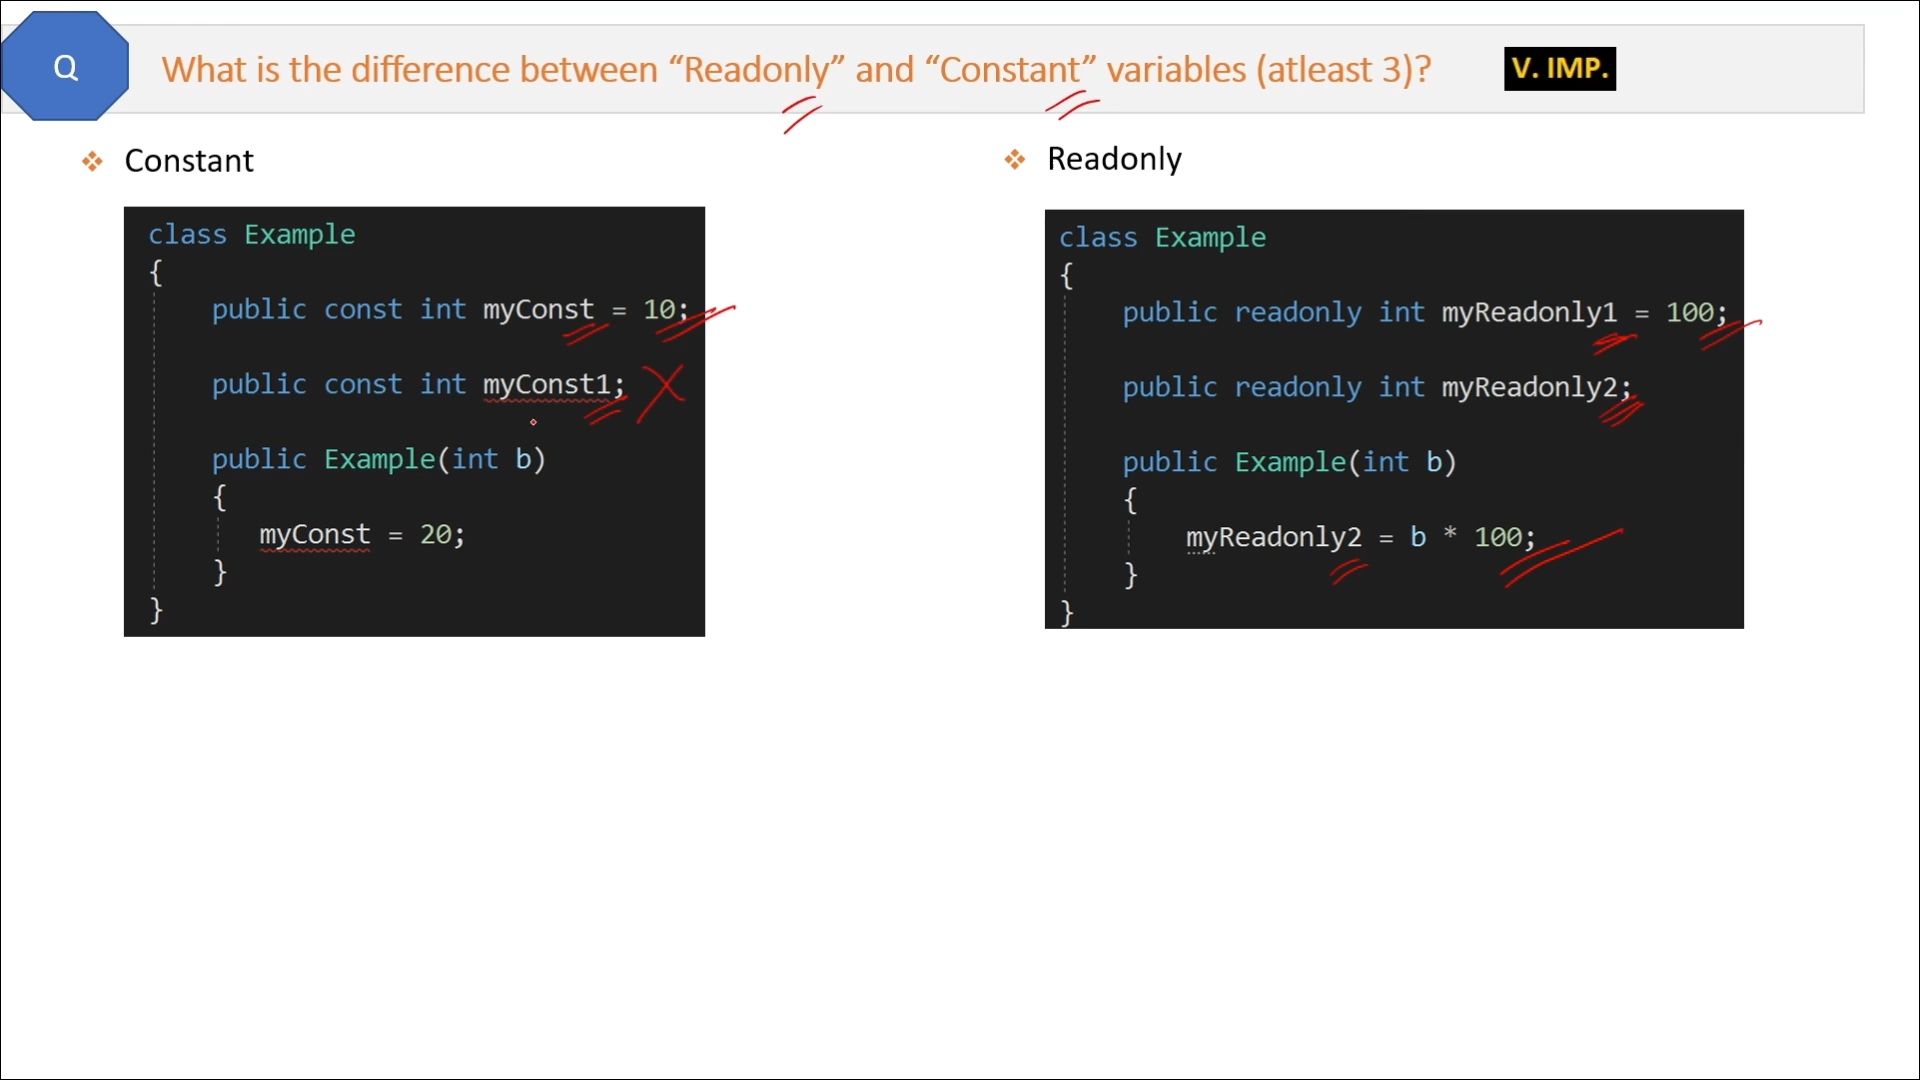 Q
What is the difference between “Readonly” and “Constant” variables (atleast 3)?
V. IMP.
Constant
class Example
{
public const int myConst = 10;
public const int myConst1;
public Example(int b)
{
myConst = 20;
}
}
Readonly
class Example
{
public readonly int myReadonly1 = 100;
public readonly int myReadonly2;
public Example(int b)
{
myReadonly2 = b * 100;
}
}